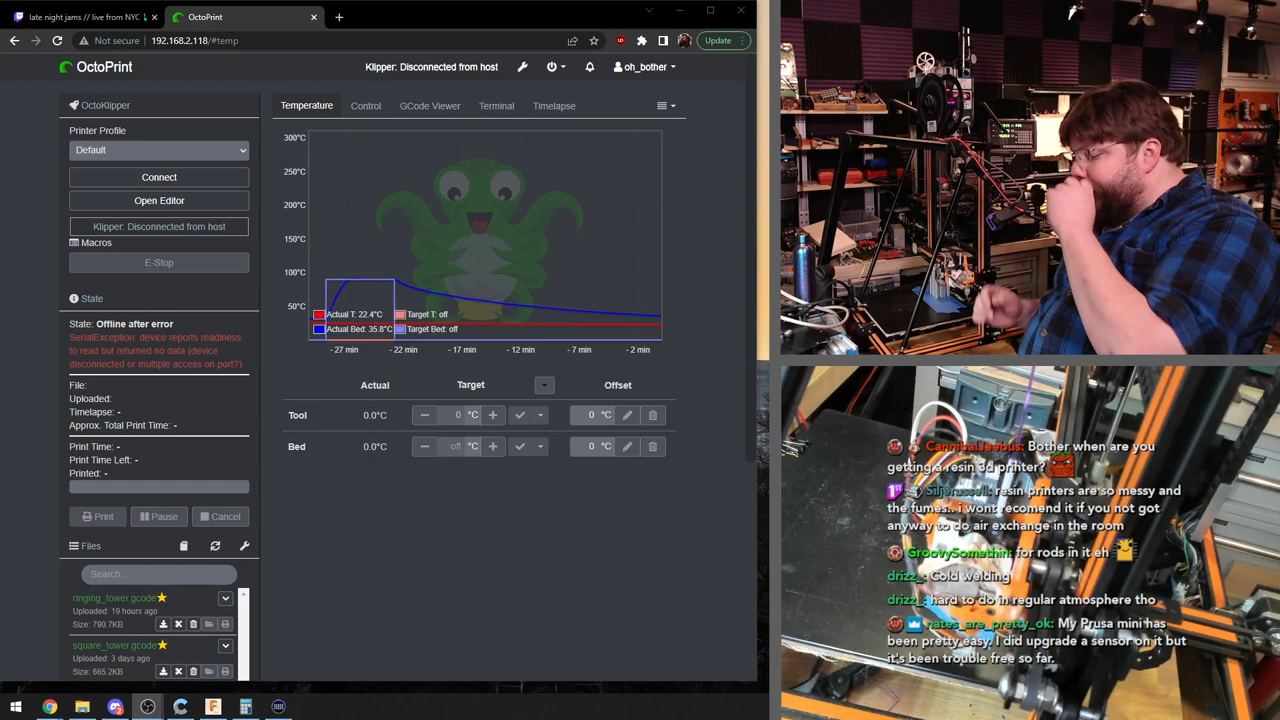 late night jams // live from NYC
OctoPrint
Not secure
192.168.2.118/#temp
Update
OctoPrint
Klipper: Disconnected from host
oh_bother
OctoKlipper
Printer Profile
Default
Connect
Open Editor
Klipper: Disconnected from host
Macros
E-Stop
State
State: Offline after error
SerialException: device reports readiness
to read but returned no data (device
disconnected or multiple access on port?)
File:
Uploaded:
Timelapse: -
Approx. Total Print Time: -
Print Time: -
Print Time Left: -
Printed: -
Print
Pause
Cancel
Files
Search...
ringing_tower.gcode
Uploaded: 19 hours ago
Size: 790.7KB
square_tower.gcode
Uploaded: 3 days ago
Size: 665.2KB
Temperature
Control
GCode Viewer
Terminal
Timelapse
300°C
250°C
200°C
150°C
100°C
50°C
Actual T: 22.4°C
Target T: off
Actual Bed: 35.8°C
Target Bed: off
- 27 min
- 22 min
- 17 min
- 12 min
- 7 min
- 2 min
Actual
Target
Offset
Tool
0.0°C
0 °C
0 °C
Bed
0.0°C
off °C
0 °C
CannibalJeebus: Bother when are you
getting a resin 3d printer?
1ST
Siljerussell: resin printers are so messy and
the fumes.. i wont recomend it if you not got
anyway to do air exchange in the room
GroovySomethin: for rods in it eh
drizz_: Cold welding
drizz_: hard to do in regular atmosphere tho
nates_are_pretty_ok: My Prusa mini has
been pretty easy. I did upgrade a sensor on it but
it's been trouble free so far.